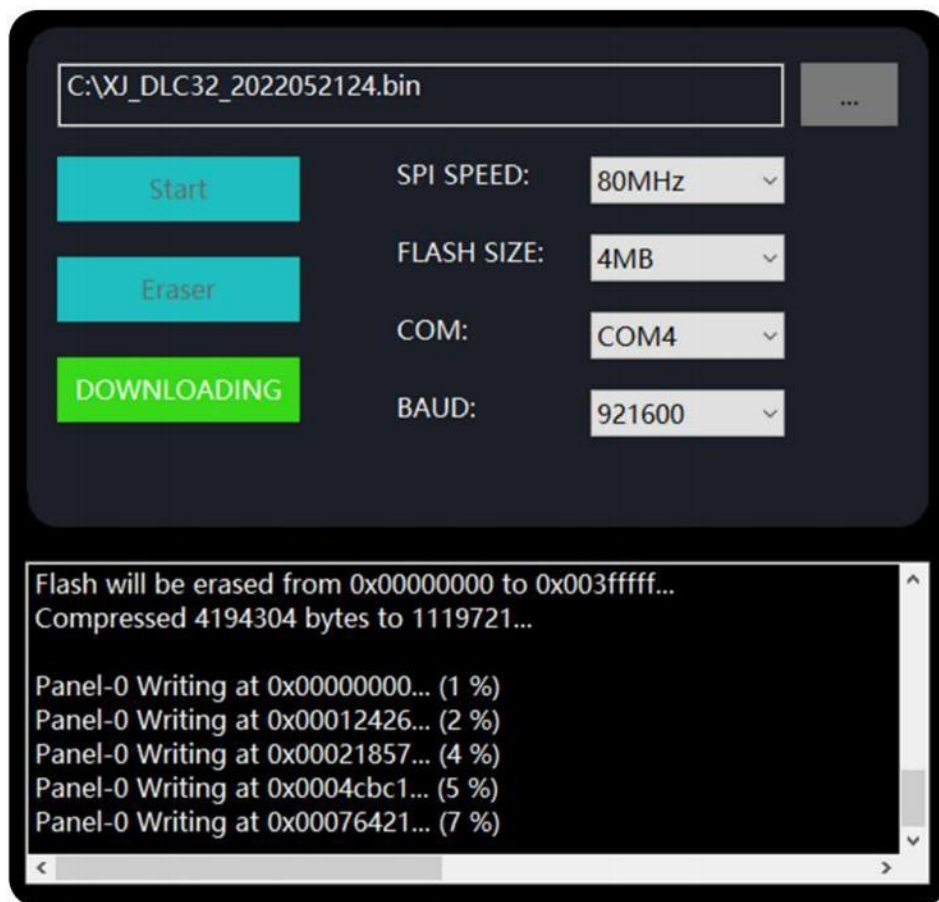 C:\XJ_DLC32_2022052124.bin
...
Start
SPI SPEED:
80MHz
Eraser
FLASH SIZE:
4MB
DOWNLOADING
COM:
COM4
BAUD:
921600
Flash will be erased from 0x00000000 to 0x003fffff...
Compressed 4194304 bytes to 1119721...
Panel-0 Writing at 0x00000000... (1 %)
Panel-0 Writing at 0x00012426... (2 %)
Panel-0 Writing at 0x00021857... (4 %)
Panel-0 Writing at 0x0004cbc1... (5 %)
Panel-0 Writing at 0x00076421... (7 %)